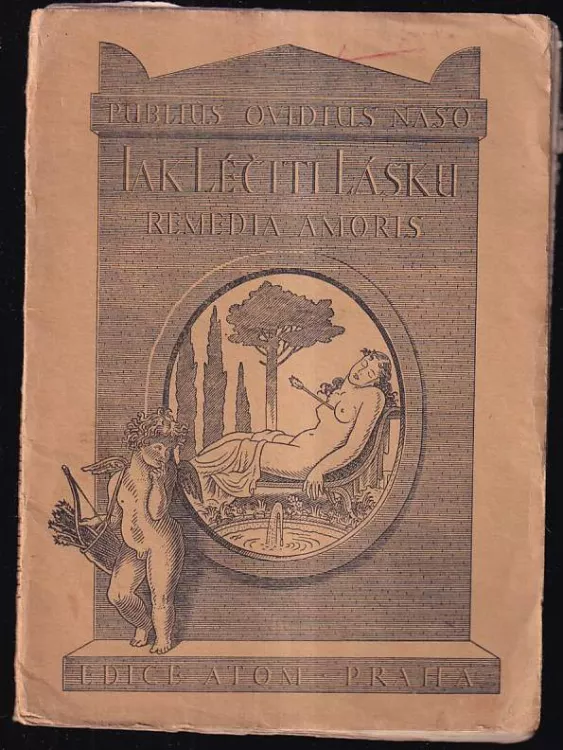 PUBLIUS OVIDIUS NASO
JAK LÉČITI LÁSKU
REMEDIA AMORIS
EDICE ATOM · PRAHA